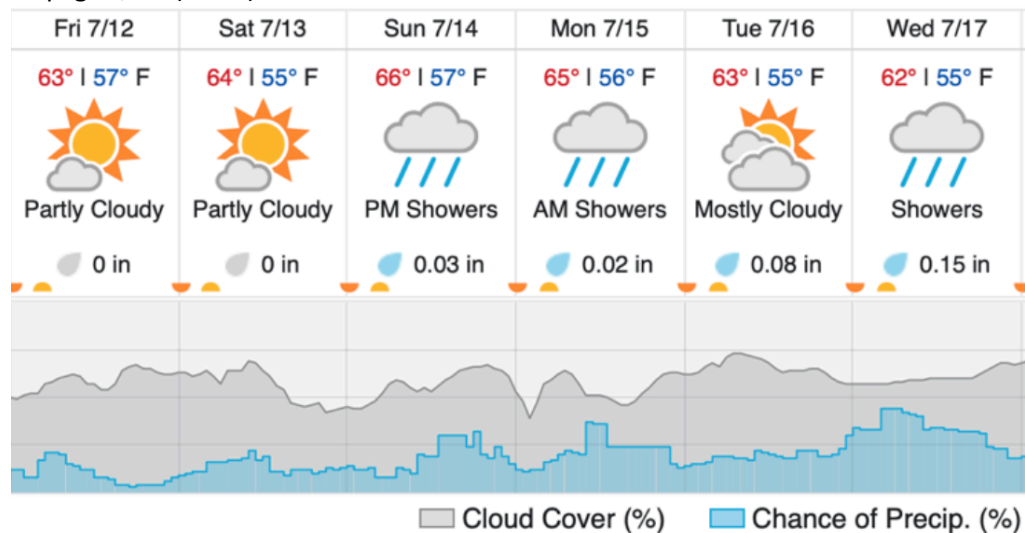 Fri 7/12 Sat 7/13 Sun 7/14 Mon 7/15 Tue 7/16 Wed 7/17
63° | 57° F 64° | 55° F 66° | 57° F 65° | 56° F 63° | 55° F 62° | 55° F
Partly Cloudy Partly Cloudy PM Showers AM Showers Mostly Cloudy Showers
0 in 0 in 0.03 in 0.02 in 0.08 in 0.15 in
Cloud Cover (%) Chance of Precip. (%)